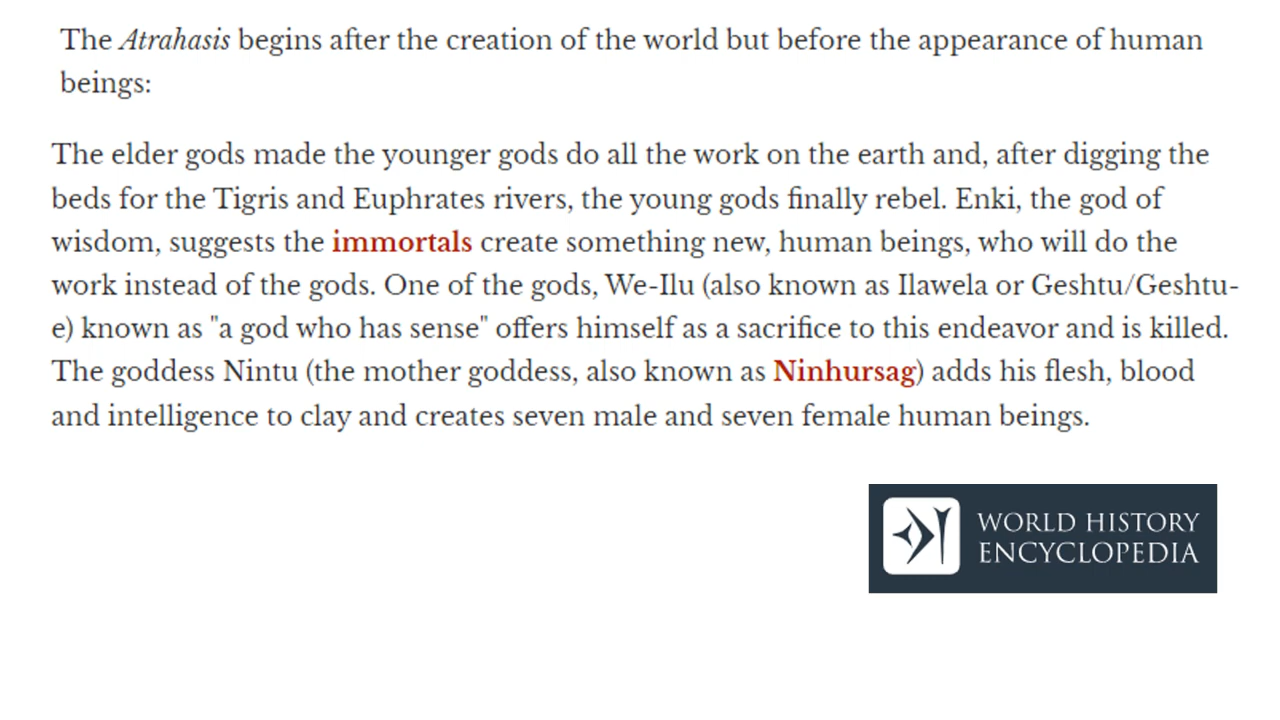 The Atrahasis begins after the creation of the world but before the appearance of human
beings:
The elder gods made the younger gods do all the work on the earth and, after digging the
beds for the Tigris and Euphrates rivers, the young gods finally rebel. Enki, the god of
wisdom, suggests the immortals create something new, human beings, who will do the
work instead of the gods. One of the gods, We-Ilu (also known as Ilawela or Geshtu/Geshtu-
e) known as "a god who has sense" offers himself as a sacrifice to this endeavor and is killed.
The goddess Nintu (the mother goddess, also known as Ninhursag) adds his flesh, blood
and intelligence to clay and creates seven male and seven female human beings.
WORLD HISTORY
ENCYCLOPEDIA